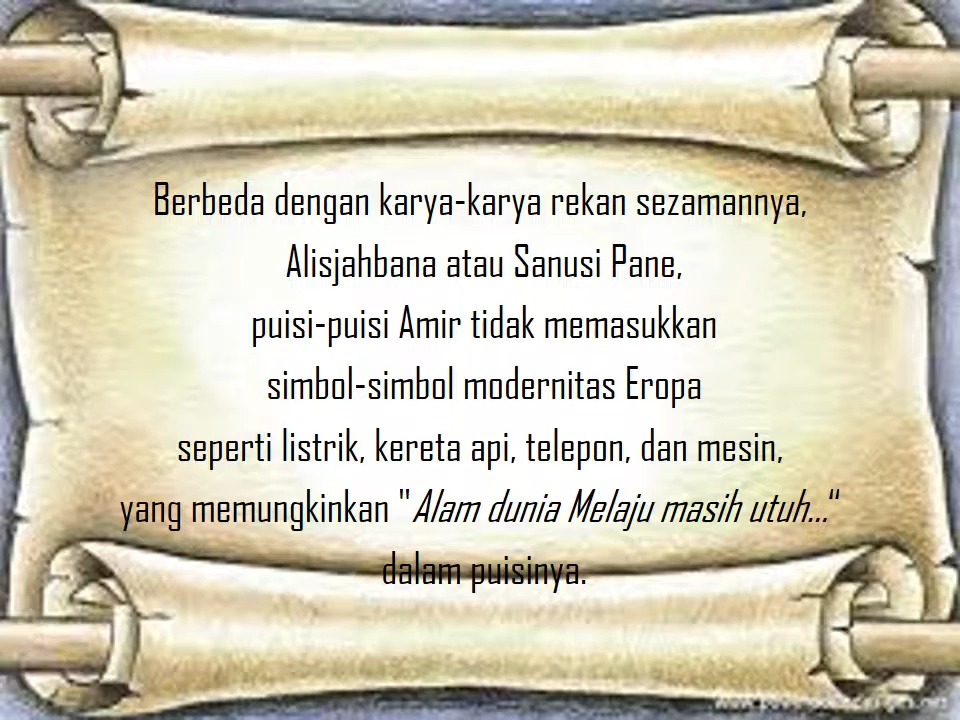 Berbeda dengan karya-karya rekan sezamannya,
Alisjahbana atau Sanusi Pane,
puisi-puisi Amir tidak memasukkan
simbol-simbol modernitas Eropa
seperti listrik, kereta api, telepon, dan mesin,
yang memungkinkan "Alam dunia Melaju masih utuh..."
dalam puisinya.